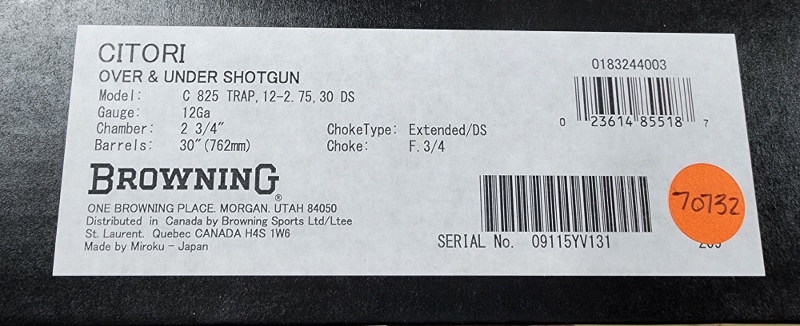 CITORI
OVER & UNDER SHOTGUN
Model: C 825 TRAP,12-2.75,30 DS
Gauge: 12Ga
Chamber: 2 3/4"
Barrels: 30"(762mm)
ChokeType: Extended/DS
Choke: F.3/4
0183244003
0 23614 85518 7
BROWNING®
ONE BROWNING PLACE. MORGAN. UTAH 84050
Distributed in Canada by Browning Sports Ltd/Ltee
St. Laurent. Quebec CANADA H4S 1W6
Made by Miroku - Japan
SERIAL No. 09115YV131
70732